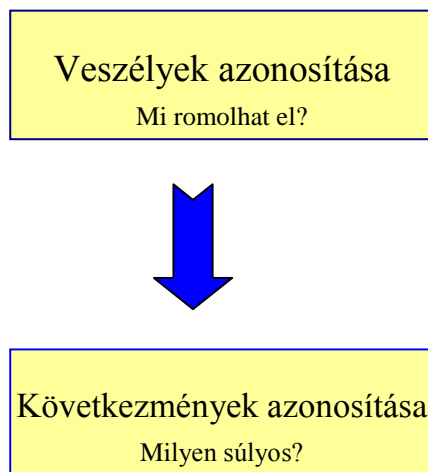 Veszélyek azonosítása
Mi romolhat el?
Következmények azonosítása
Milyen súlyos?